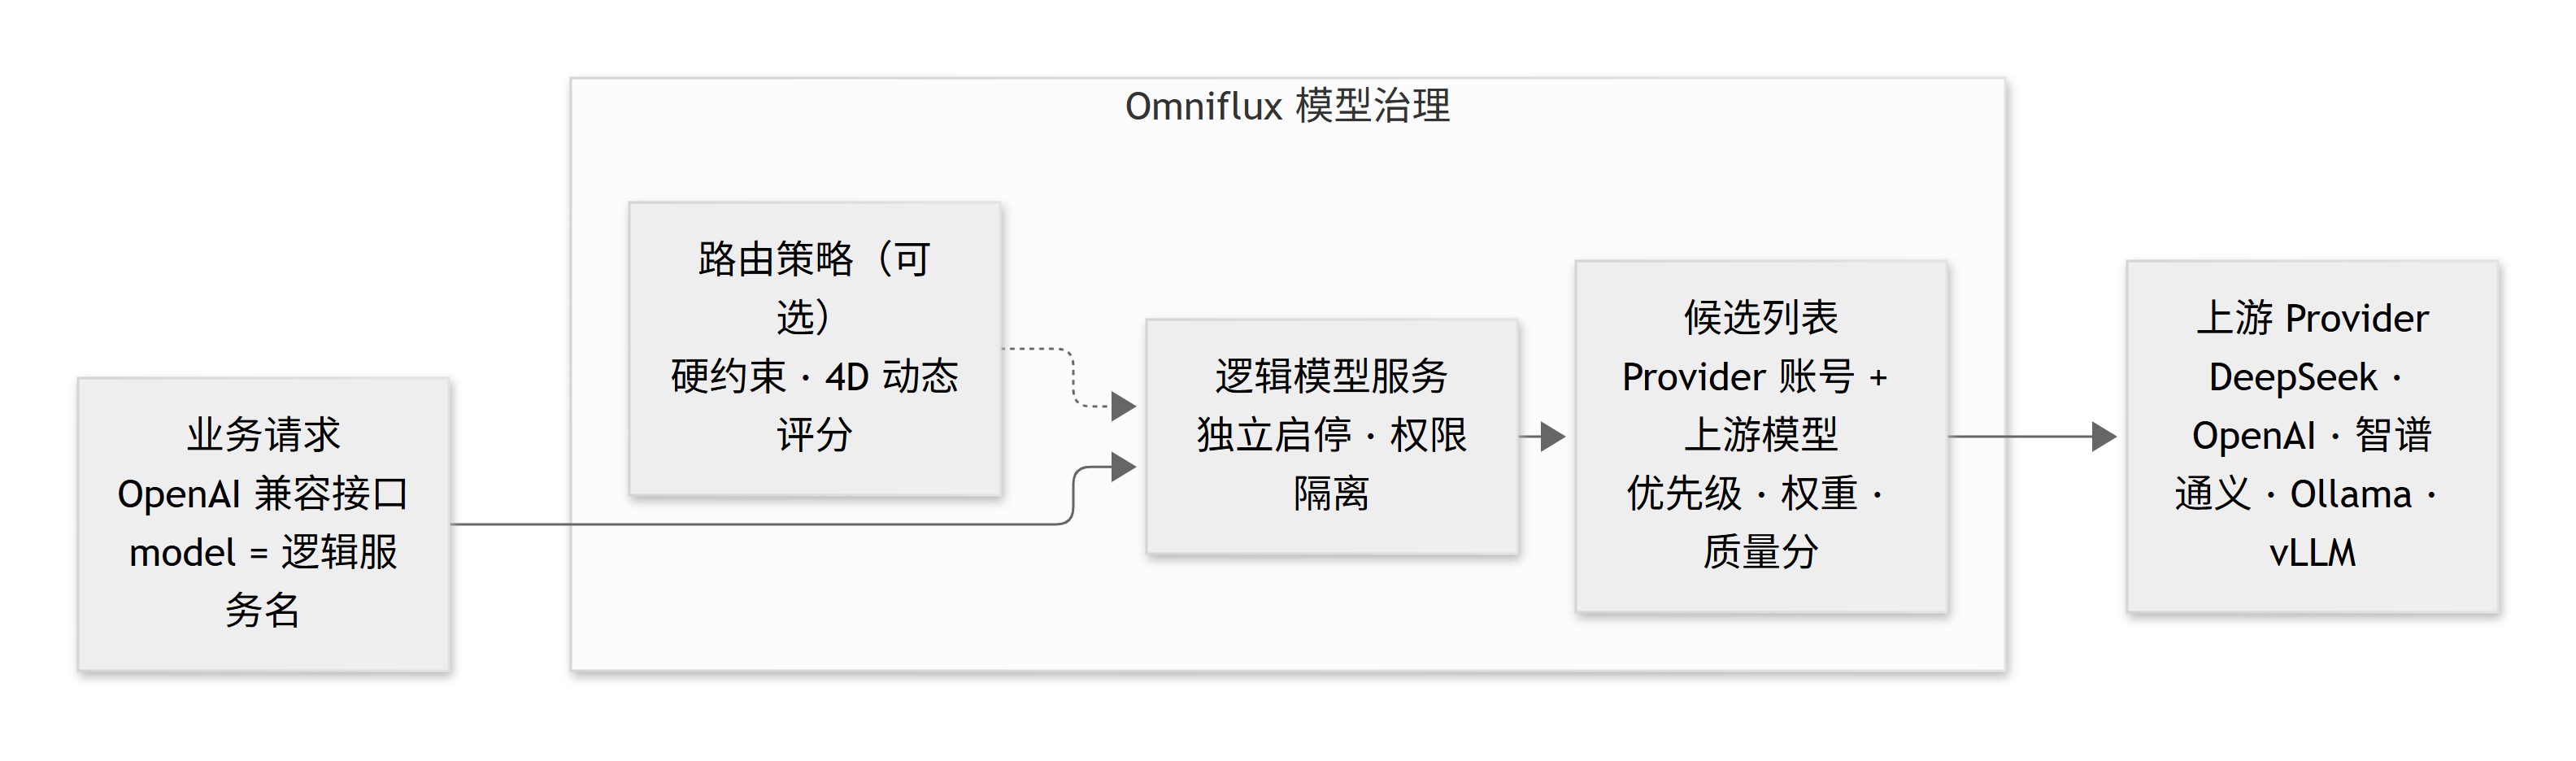 Omniflux 模型治理
业务请求
OpenAI 兼容接口
model = 逻辑服
务名
路由策略（可
选）
硬约束 · 4D 动态
评分
逻辑模型服务
独立启停 · 权限
隔离
候选列表
Provider 账号 +
上游模型
优先级 · 权重 ·
质量分
上游 Provider
DeepSeek ·
OpenAI · 智谱
通义 · Ollama ·
vLLM